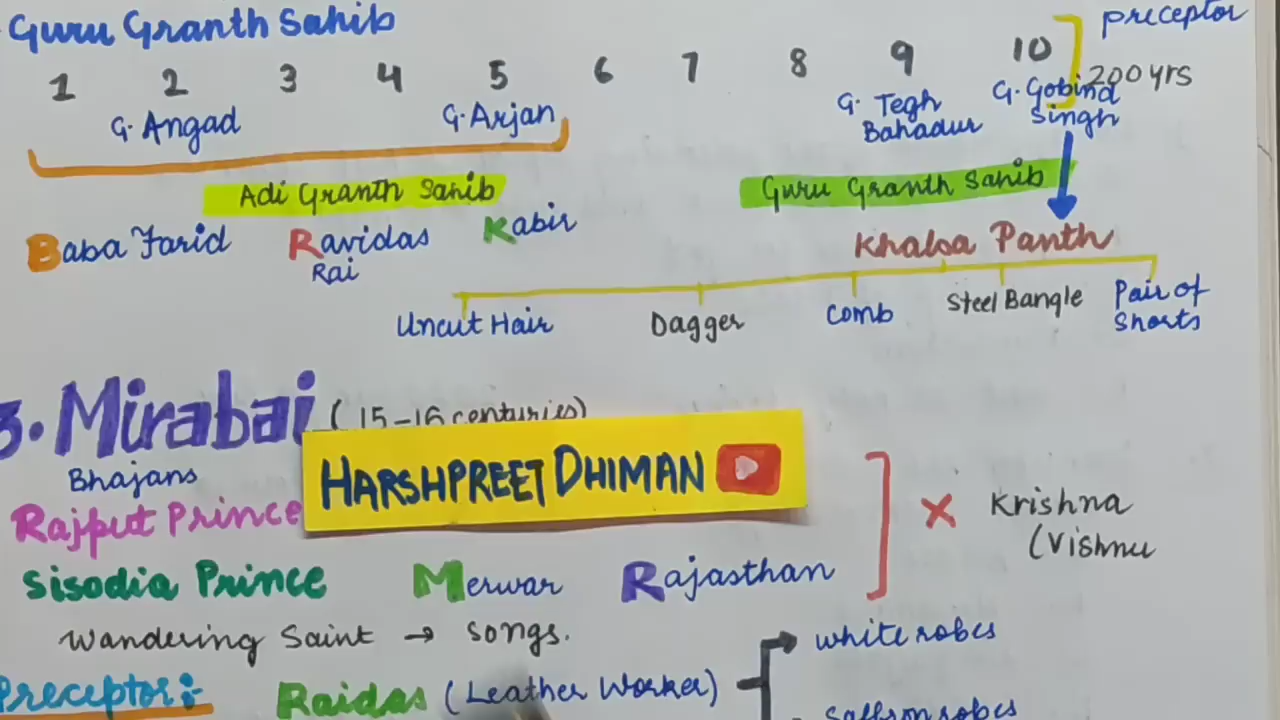 Guru Granth Sahib
preceptor
1 2 3 4 5 6 7 8 9 10
200 yrs
G. Angad G. Arjan G. Tegh Bahadur G. Gobind Singh
Adi Granth Sahib Guru Granth Sahib
Baba Farid Ravidas Kabir
Rai
Khalsa Panth
Uncut Hair Dagger Comb Steel Bangle Pair of Shorts
3. Mirabai (15-16 centuries)
Bhajans
HARSHPREET DHIMAN
Rajput Prince
× Krishna
(Vishnu
Sisodia Prince Merwar Rajasthan
Wandering Saint → Songs.
white robes
Preceptor:- Raidas (Leather Worker)
saffron robes